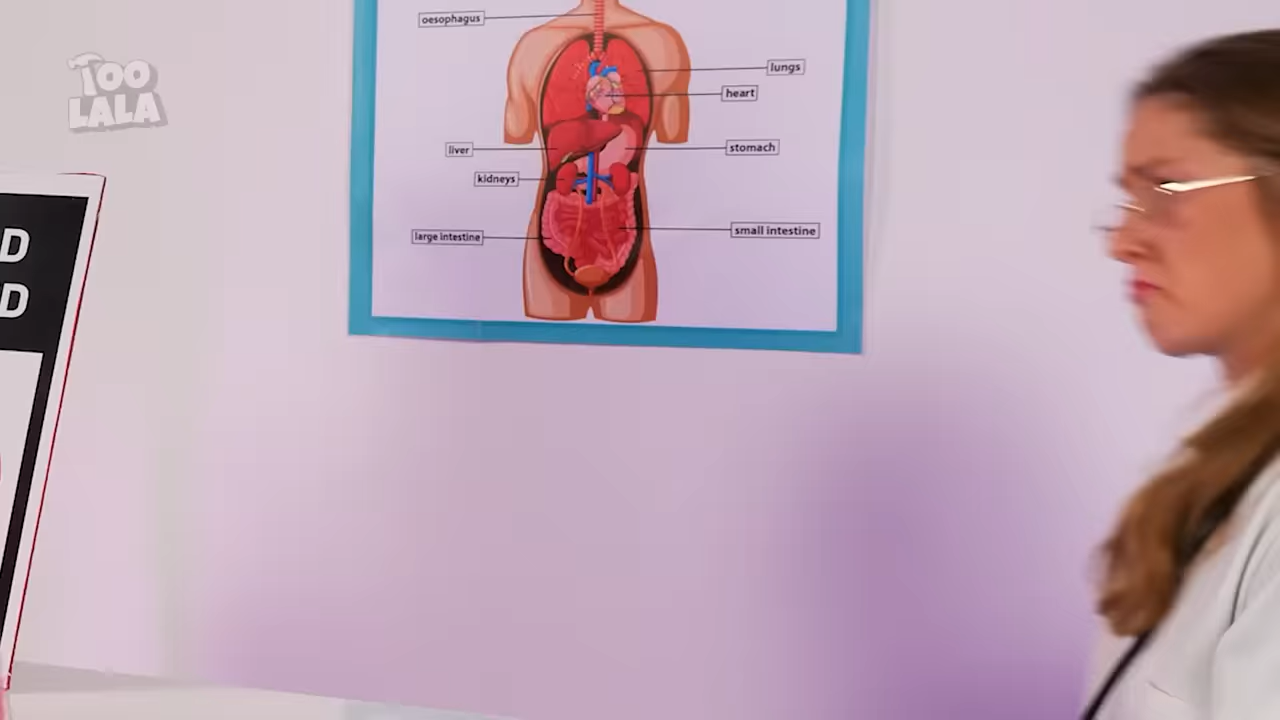 TOO
LALA
oesophagus
lungs
heart
liver
stomach
kidneys
large intestine
small intestine
D
D